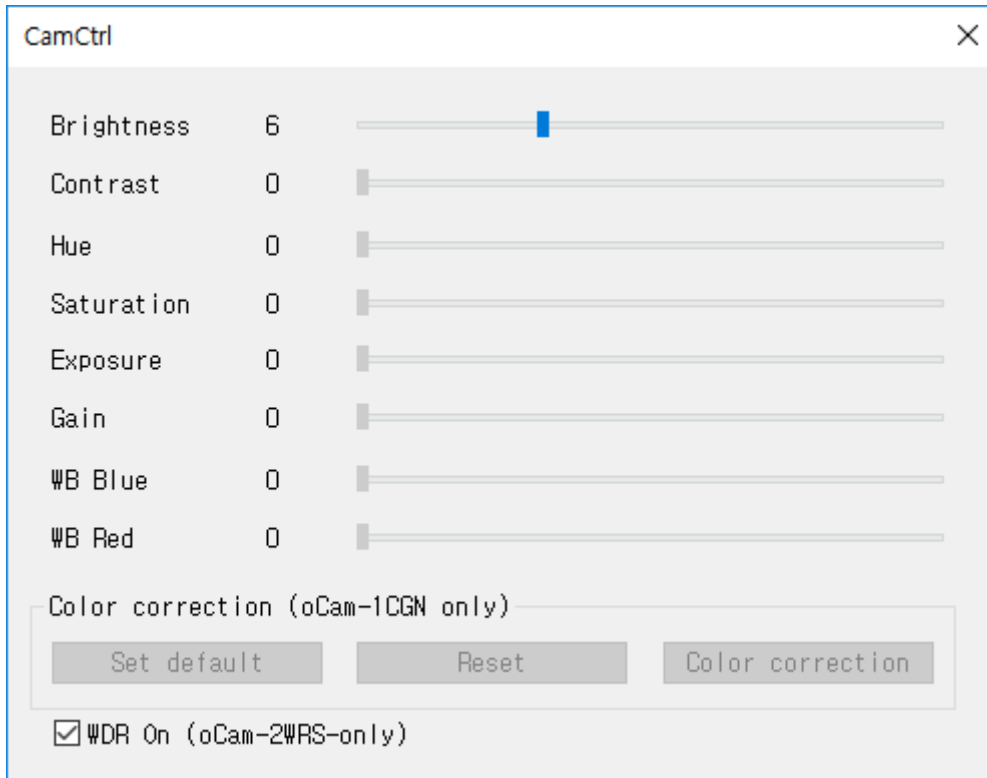 CamCtrl
Brightness 6
Contrast 0
Hue 0
Saturation 0
Exposure 0
Gain 0
WB Blue 0
WB Red 0
Color correction (oCam-1CGN only)
Set default Reset Color correction
WDR On (oCam-2WRS-only)